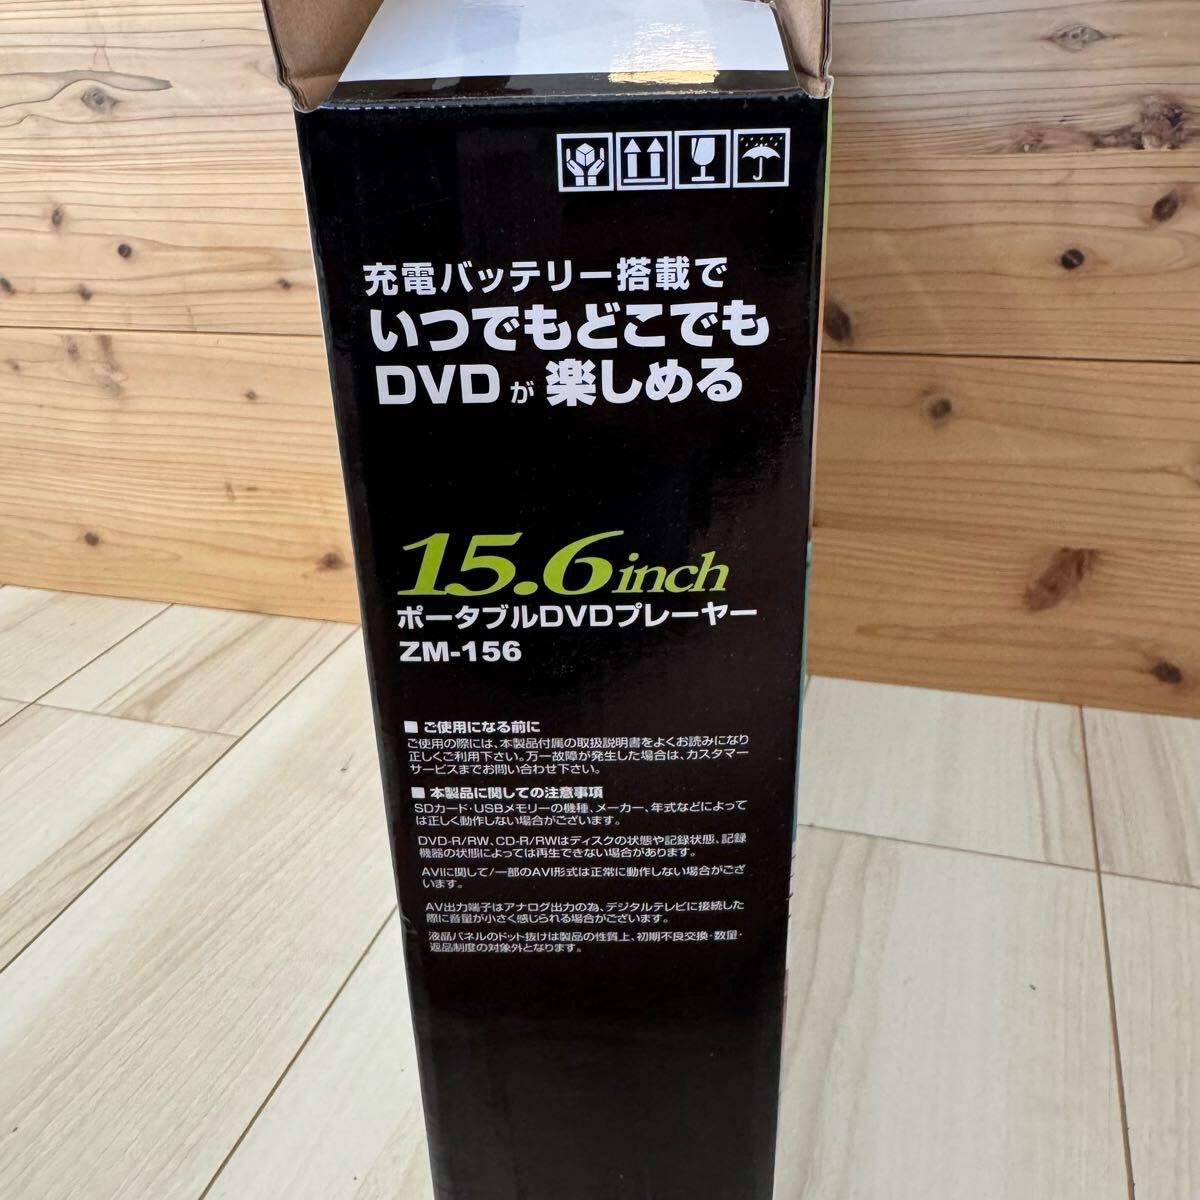 充電バッテリー搭載で
いつでもどこでも
DVDが楽しめる
15.6inch
ポータブルDVDプレーヤー
ZM-156
■ ご使用になる前に
ご使用の際には、本製品付属の取扱説明書をよくお読みになり
正しくご利用下さい。万一故障が発生した場合は、カスタマー
サービスまでお問い合わせ下さい。
■ 本製品に関しての注意事項
SDカード・USBメモリーの機種、メーカー、年式などによって
は正しく動作しない場合がございます。
DVD-R/RW、CD-R/RWはディスクの状態や記録状態、記録
機器の状態によっては再生できない場合があります。
AVIに関して/一部のAVI形式は正常に動作しない場合がござ
います。
AV出力端子はアナログ出力の為、デジタルテレビに接続した
際に音量が小さく感じられる場合がございます。
液晶パネルのドット抜けは製品の性質上、初期不良交換・数量・
返品制度の対象外となります。